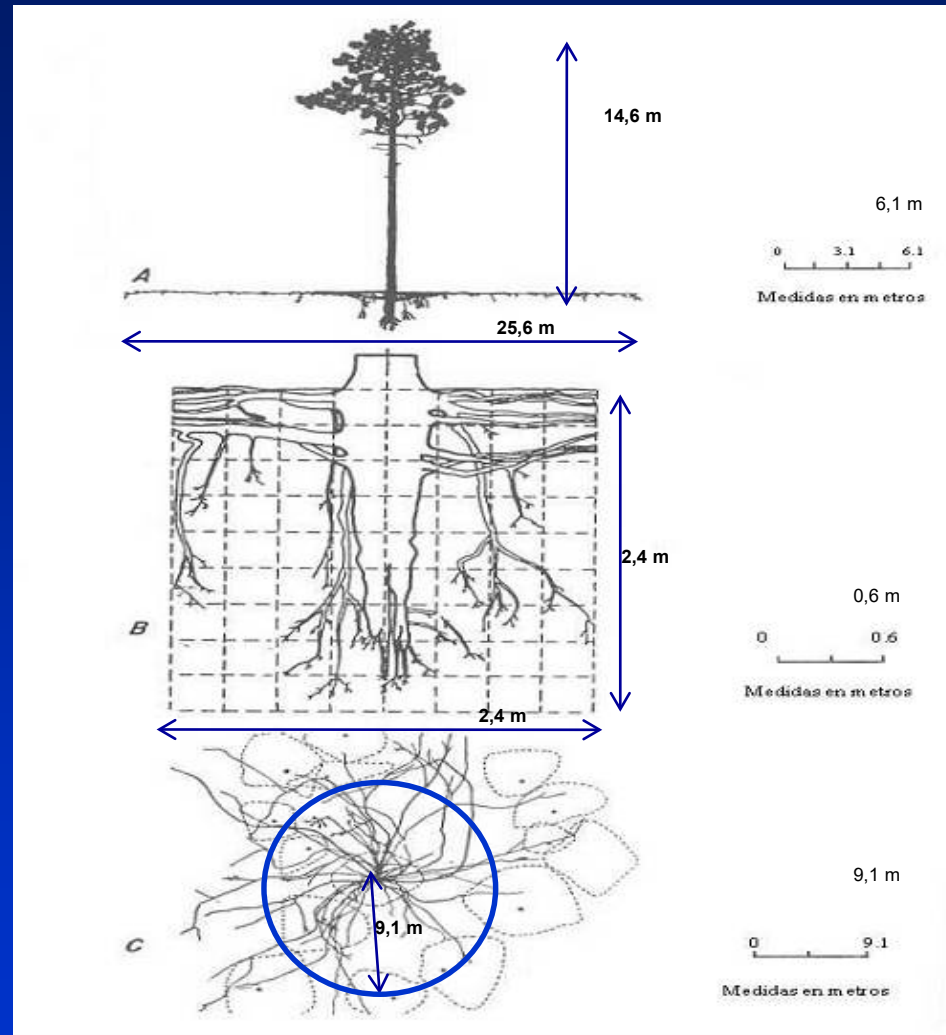 14,6 m
6,1 m
0 3.1 6.1
Medidas en metros
A
25,6 m
2,4 m
B
0,6 m
0 0.6
Medidas en metros
2,4 m
9,1 m
9,1 m
C
0 9.1
Medidas en metros